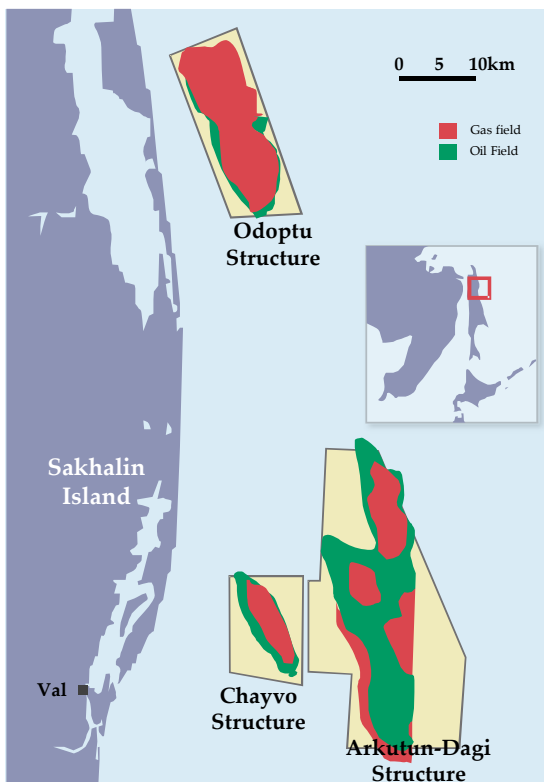 0 5 10km
Gas field
Oil Field
Odoptu
Structure
Sakhalin
Island
Val
Chayvo
Structure
Arkutun-Dagi
Structure